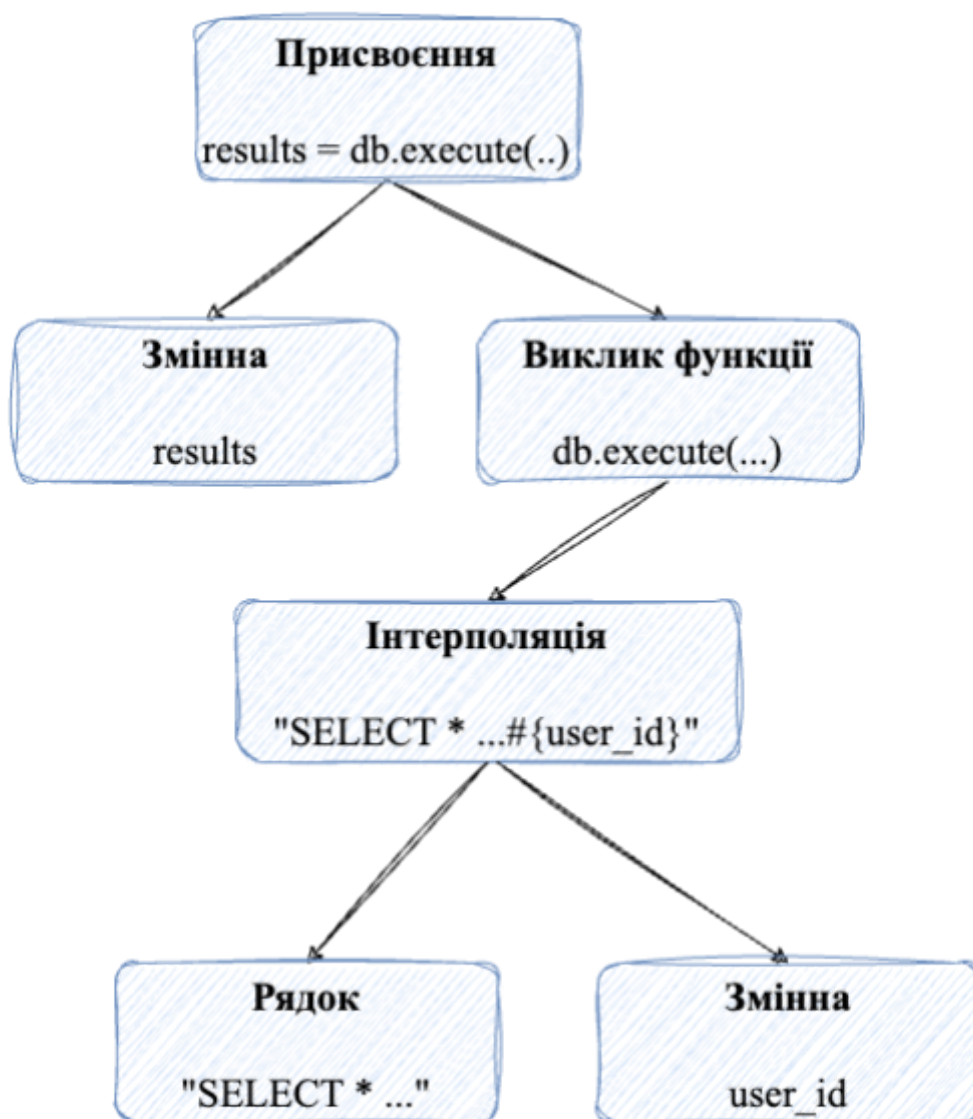 Присвоєння
results = db.execute(..)
Змінна
results
Виклик функції
db.execute(...)
Інтерполяція
"SELECT * ...#{user_id}"
Рядок
"SELECT * ..."
Змінна
user_id